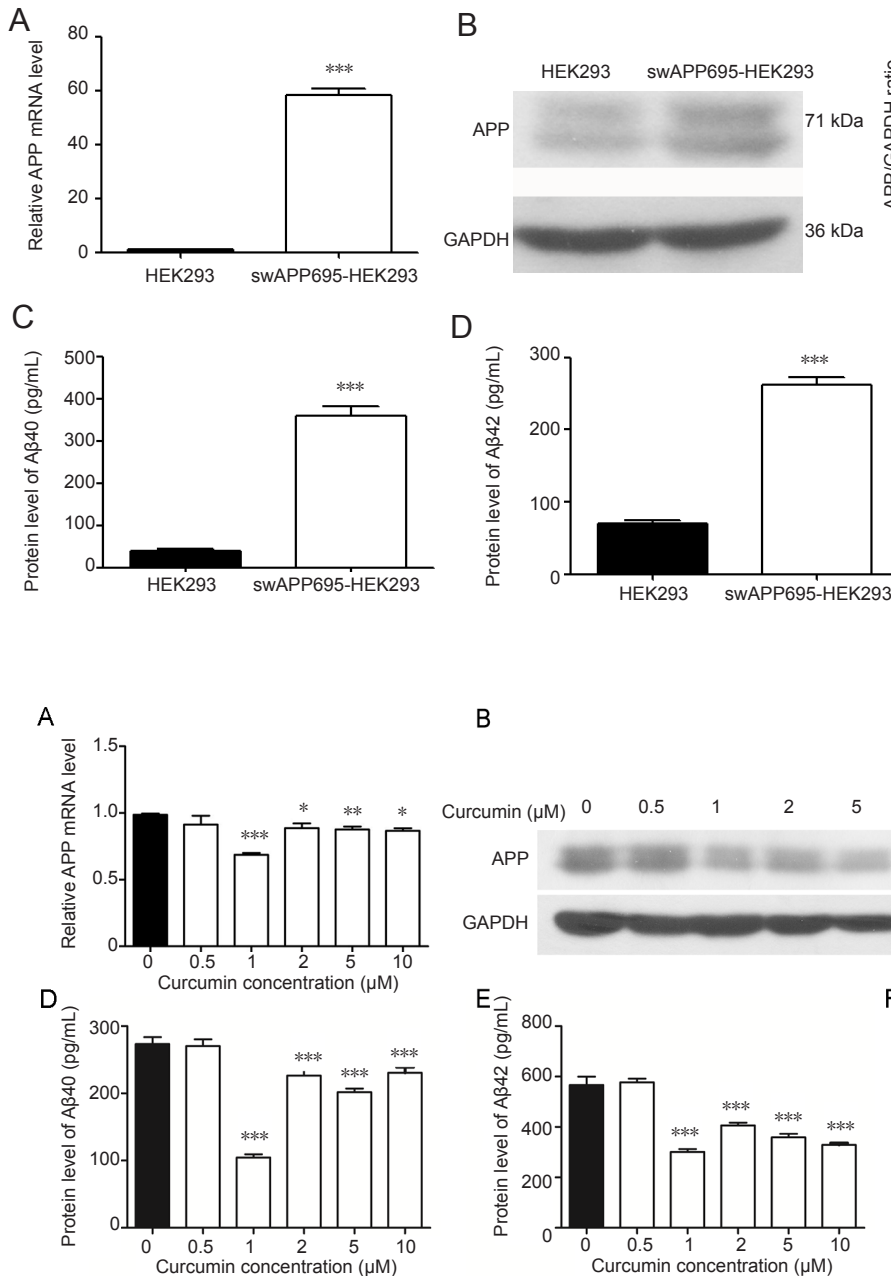 A
Relative APP mRNA level
80
60
40
20
0
***
HEK293
swAPP695-HEK293
B
HEK293
swAPP695-HEK293
APP
71 kDa
GAPDH
36 kDa
APP/GAPDH ratio
C
Protein level of Aβ40 (pg/mL)
500
400
300
200
100
0
***
HEK293
swAPP695-HEK293
D
Protein level of Aβ42 (pg/mL)
300
200
100
0
***
HEK293
swAPP695-HEK293
A
Relative APP mRNA level
1.5
1.0
0.5
0
***
*
**
*
0 0.5 1 2 5 10
Curcumin concentration (µM)
B
Curcumin (µM) 0 0.5 1 2 5
APP
GAPDH
D
Protein level of Aβ40 (pg/mL)
300
200
100
0
***
***
***
***
0 0.5 1 2 5 10
Curcumin concentration (µM)
E
Protein level of Aβ42 (pg/mL)
800
600
400
200
0
***
***
***
***
0 0.5 1 2 5 10
Curcumin concentration (µM)
F